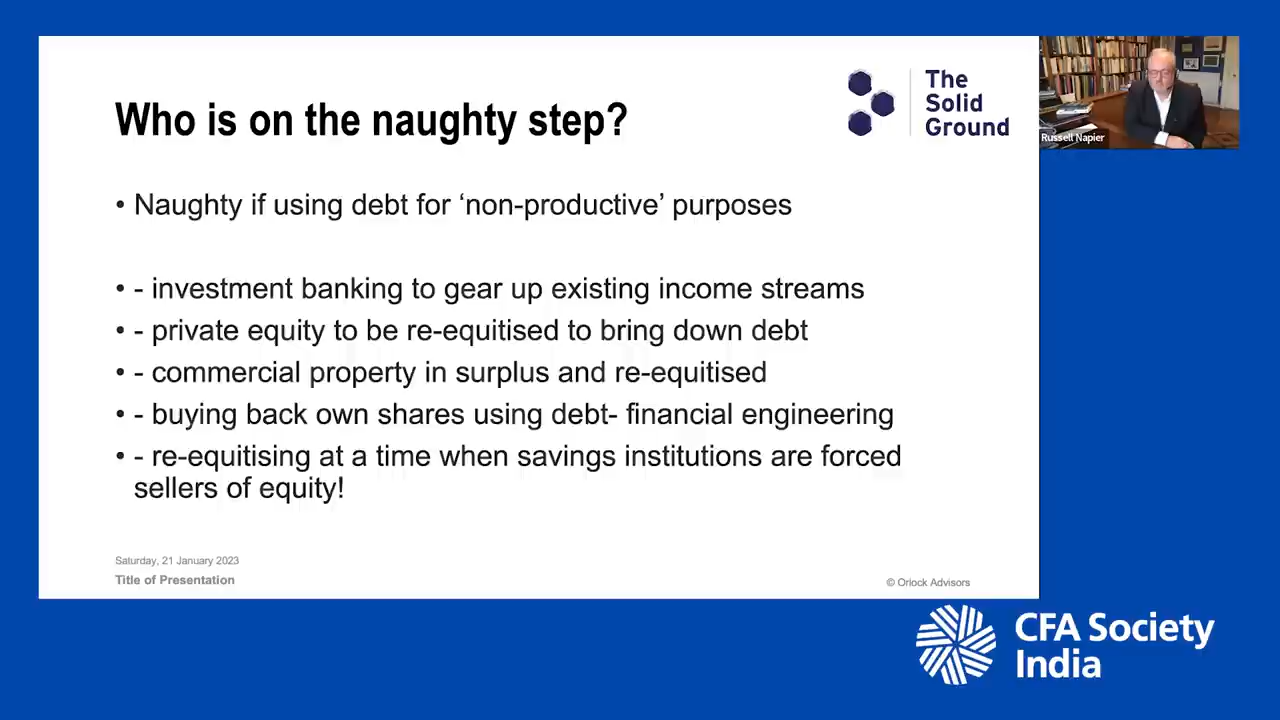 Who is on the naughty step?
The
Solid
Ground
Russell Napier
• Naughty if using debt for ‘non-productive’ purposes
• - investment banking to gear up existing income streams
• - private equity to be re-equitised to bring down debt
• - commercial property in surplus and re-equitised
• - buying back own shares using debt- financial engineering
• - re-equitising at a time when savings institutions are forced
sellers of equity!
Saturday, 21 January 2023
Title of Presentation
© Orlock Advisors
CFA Society
India